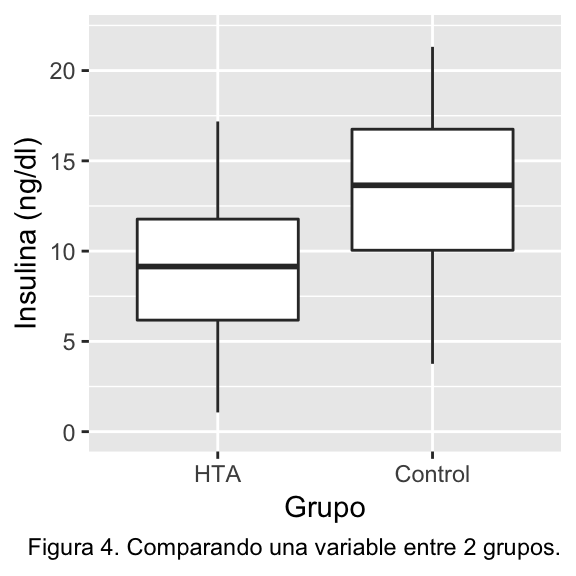 20
15
10
5
0
Insulina (ng/dl)
HTA Control
Grupo
Figura 4. Comparando una variable entre 2 grupos.